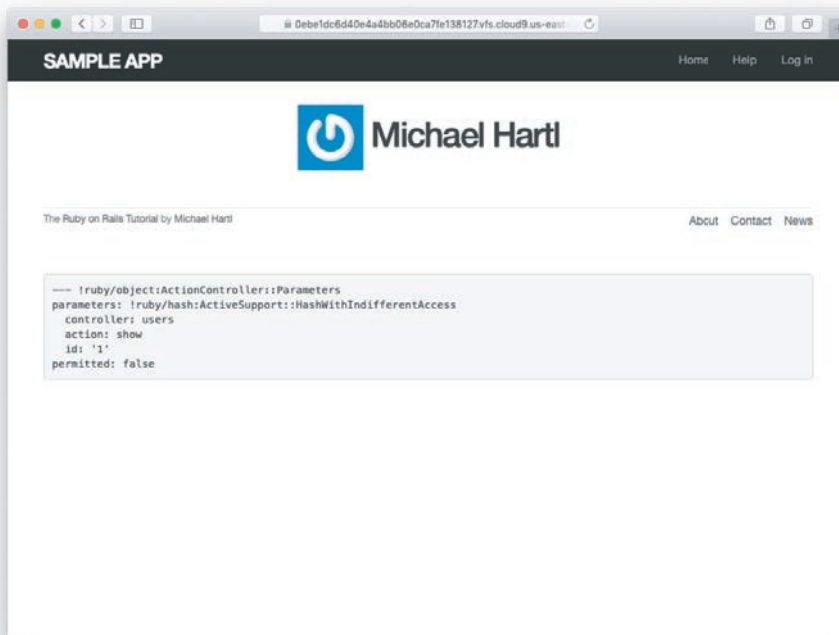 0ebe1dc6d40e4a4bb06e0ca7fe138127.vfs.cloud9.us-east-
SAMPLE APP
Home Help Log in
Michael Hartl
The Ruby on Rails Tutorial by Michael Hartl
About Contact News
--- !ruby/object:ActionController::Parameters
parameters: !ruby/hash:ActiveSupport::HashWithIndifferentAccess
controller: users
action: show
id: '1'
permitted: false